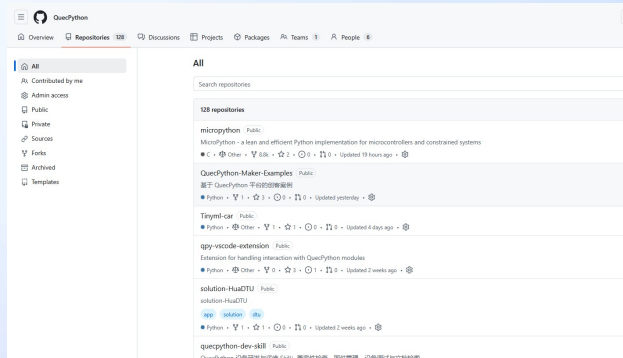 QuecPython
Overview Repositories 128 Discussions Projects Packages Teams 1 People 6
All
Contributed by me
Admin access
Public
Private
Sources
Forks
Archived
Templates
All
Search repositories
128 repositories
micropython Public
MicroPython - a lean and efficient Python implementation for microcontrollers and constrained systems
C • Other • 8.8k • 2 • 0 • 0 • Updated 19 hours ago •
QuecPython-Maker-Examples Public
基于 QuecPython 平台的创客案例
Python • 1 • 3 • 0 • 0 • Updated yesterday •
Tinyml-car Public
Python • Other • 1 • 1 • 0 • 0 • Updated 4 days ago •
qpy-vscode-extension Public
Extension for handling interaction with QuecPython modules
Python • Other • 0 • 3 • 1 • 0 • Updated 2 weeks ago •
solution-HuaDTU Public
solution-HuaDTU
app solution dtu
Python • 1 • 1 • 0 • 0 • Updated 2 weeks ago •
quecpython-dev-skill Public